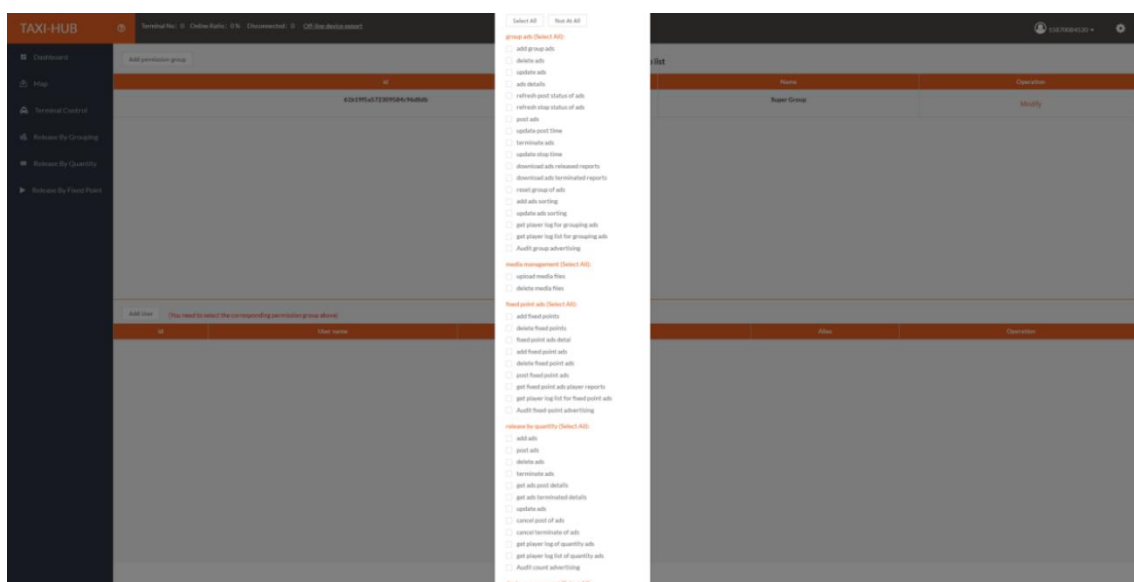 TAXI-HUB
Terminal No: 0 Online Ratio: 0% Disconnected: 0 Off-line device export
Dashboard
Map
Terminal Control
Release By Grouping
Release By Quantity
Release By Fixed Point
Add permission group
list
id Name Operation
Super Group Modify
Select All Not At All
group ads (Select All):
add group ads
delete ads
update ads
ads details
refresh post status of ads
refresh stop status of ads
post ads
update post time
terminate ads
update stop time
download ads released reports
download ads terminated reports
reset group of ads
add ads sorting
update ads sorting
get player log for grouping ads
get player log list for grouping ads
Audit group advertising
media management (Select All):
upload media files
delete media files
fixed point ads (Select All):
add fixed points
delete fixed points
fixed point ads detal
add fixed point ads
delete fixed point ads
post fixed point ads
get fixed point ads player reports
get player log list for fixed point ads
Audit fixed-point advertising
release by quantity (Select All):
add ads
post ads
delete ads
terminate ads
get ads post details
get ads terminated details
update ads
cancel post of ads
cancel terminate of ads
get player log of quantity ads
get player log list of quantity ads
Audit count advertising
Add User (You need to select the corresponding permission group above)
id User name Alias Operation